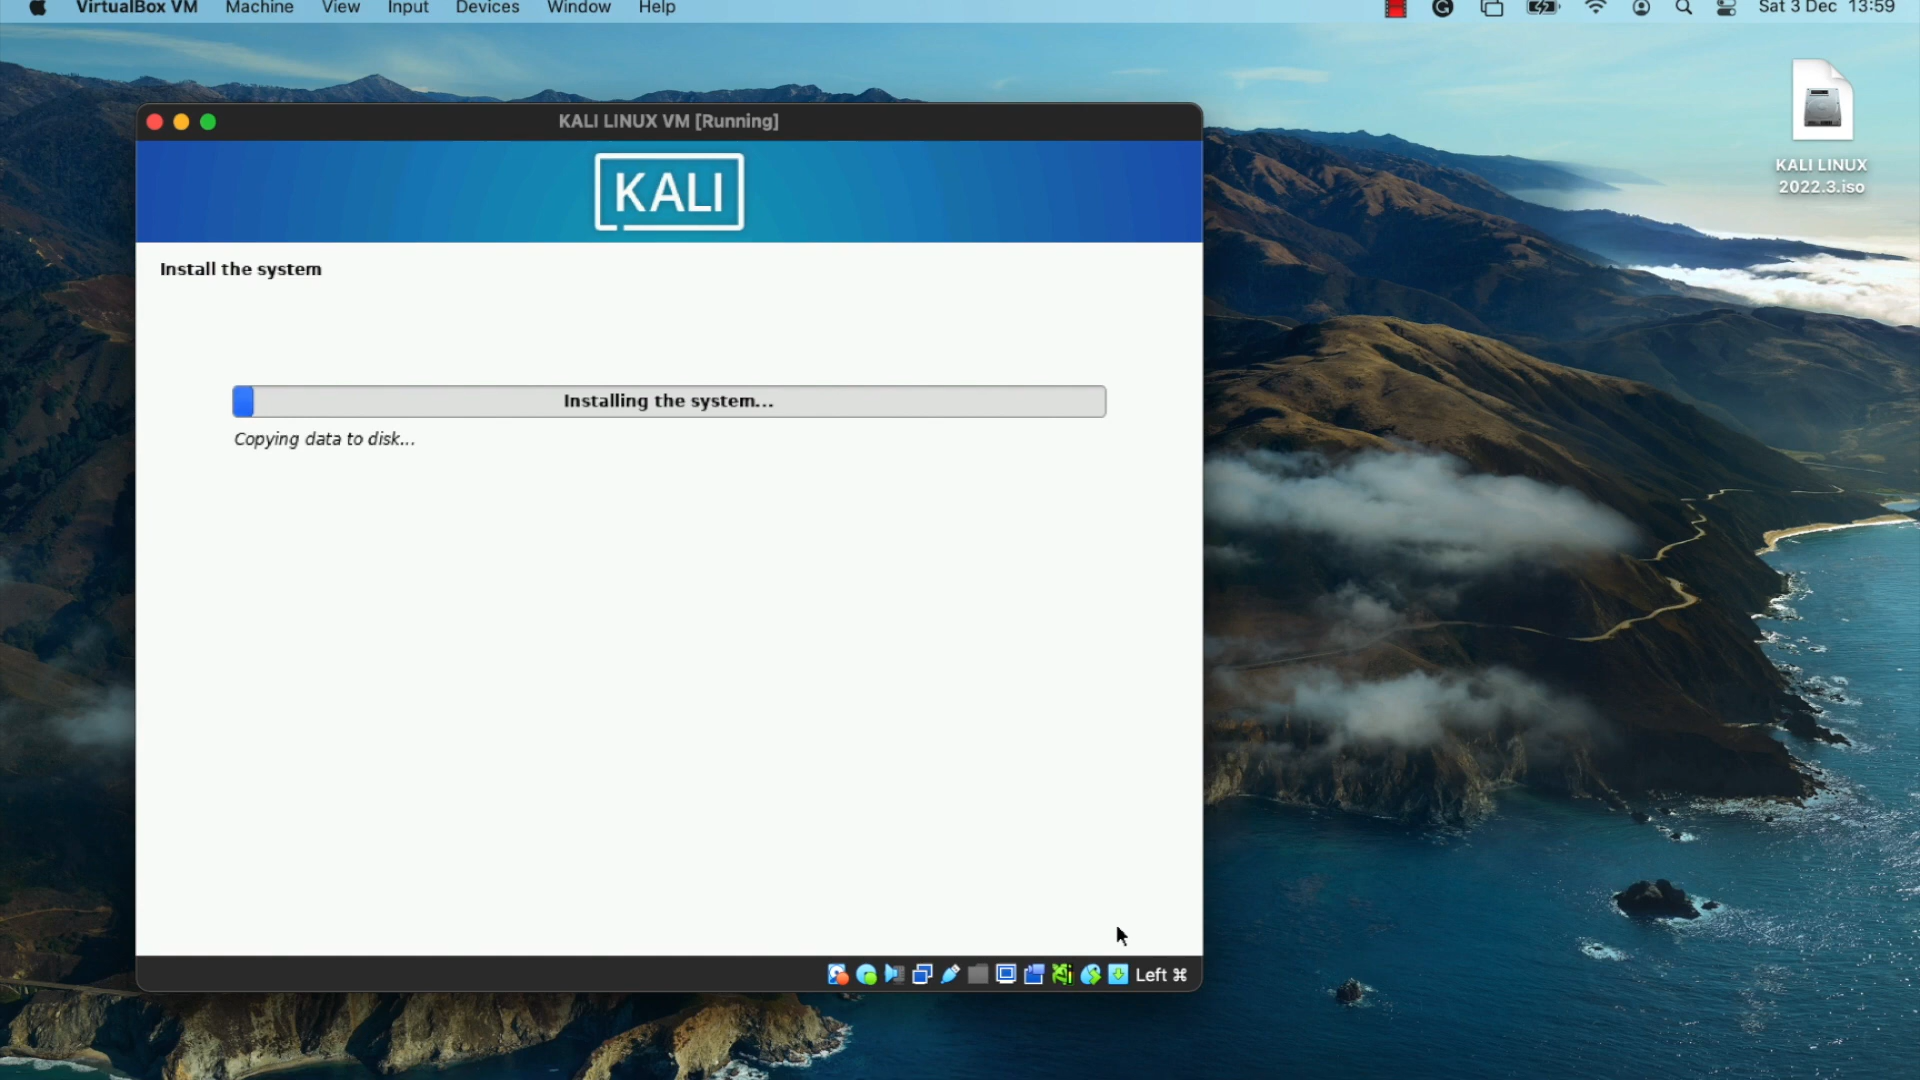 VirtualBox VM Machine View Input Devices Window Help Sat 3 Dec 13:59
KALI LINUX VM [Running]
KALI
Install the system
Installing the system...
Copying data to disk...
Left ⌘
KALI LINUX
2022.3.iso